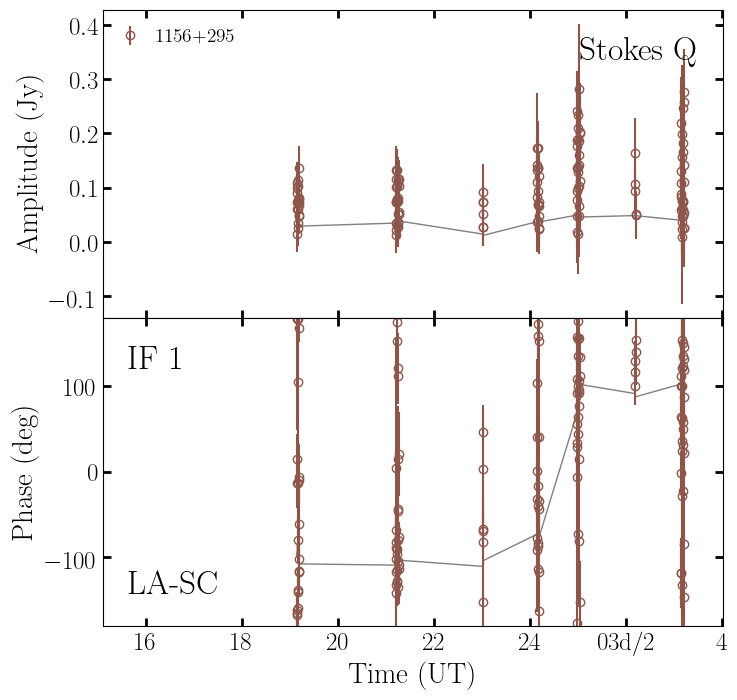 0.4
1156+295
Stokes Q
0.3
0.2
0.1
0.0
−0.1
Amplitude (Jy)
IF 1
100
0
−100
Phase (deg)
LA-SC
16 18 20 22 24 03d/2 4
Time (UT)